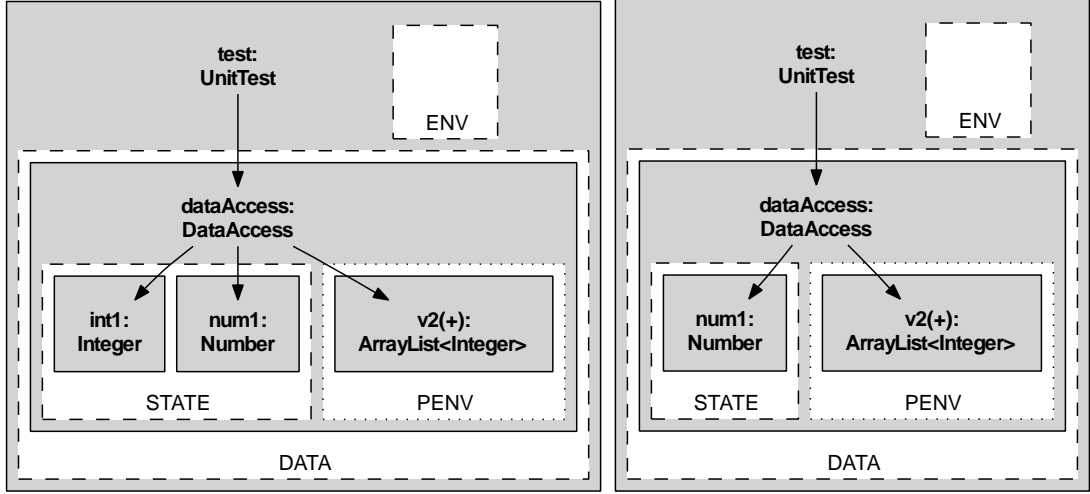 test:
UnitTest
ENV
dataAccess:
DataAccess
int1:
Integer
num1:
Number
v2(+):
ArrayList<Integer>
STATE
PENV
DATA
test:
UnitTest
ENV
dataAccess:
DataAccess
num1:
Number
v2(+):
ArrayList<Integer>
STATE
PENV
DATA